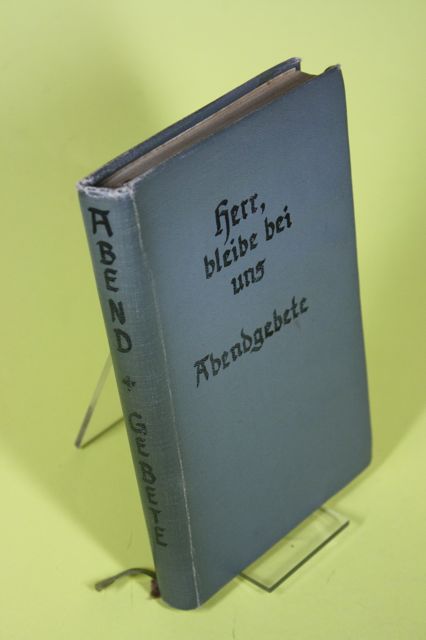 Herr,
bleibe bei
uns
Abendgebete
ABEND + GEBETE